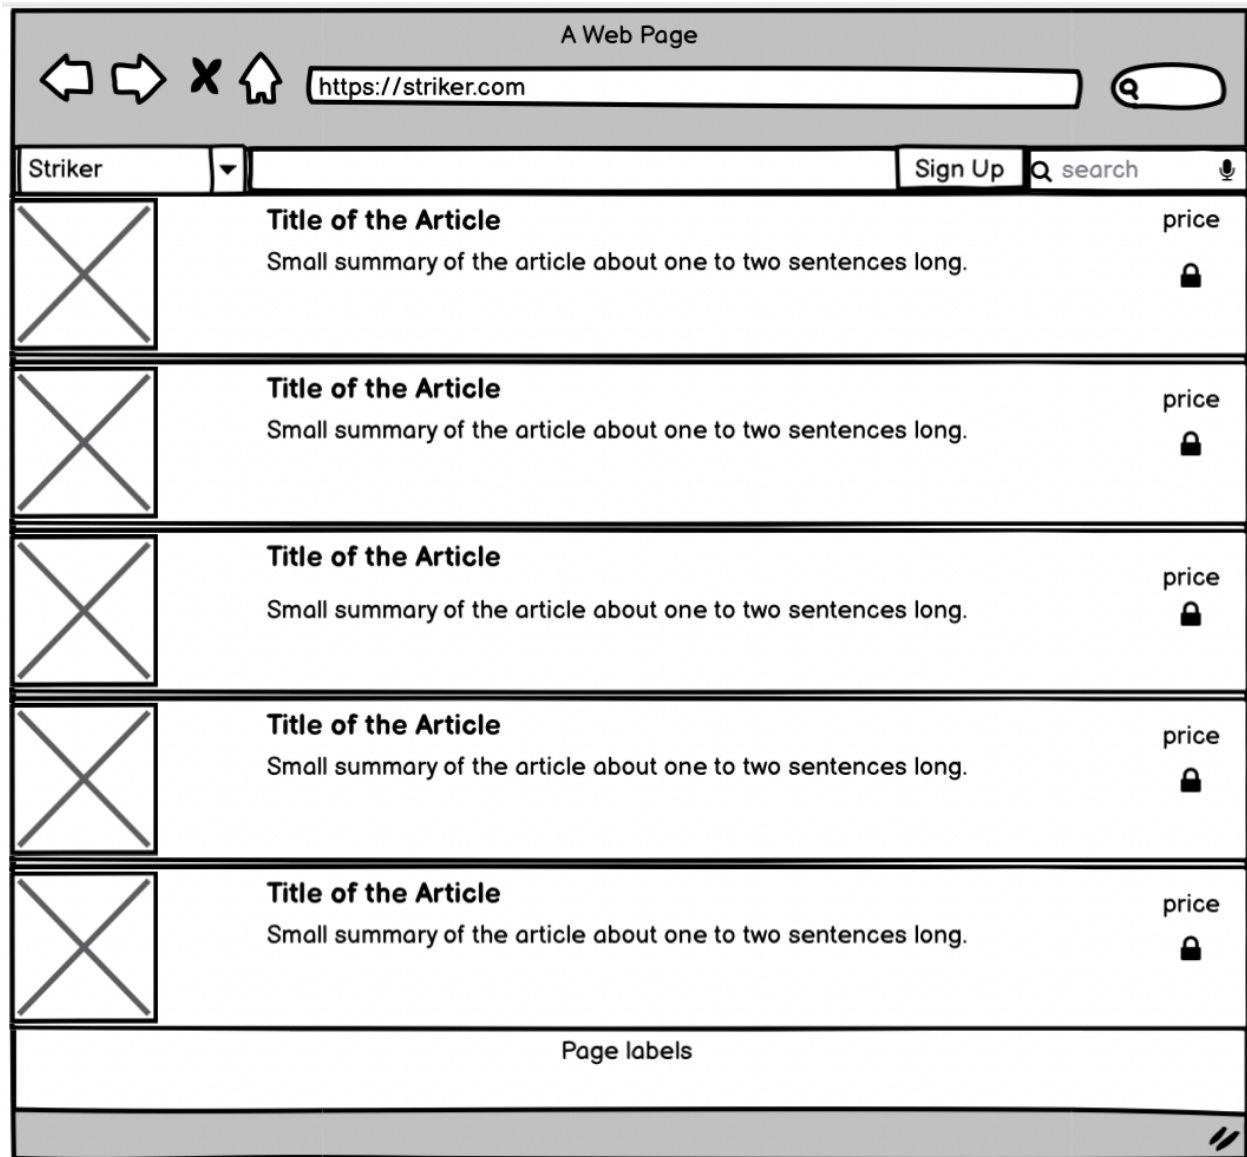 A Web Page
https://striker.com
Striker
Sign Up
search
Title of the Article
price
Small summary of the article about one to two sentences long.
Title of the Article
price
Small summary of the article about one to two sentences long.
Title of the Article
price
Small summary of the article about one to two sentences long.
Title of the Article
price
Small summary of the article about one to two sentences long.
Title of the Article
price
Small summary of the article about one to two sentences long.
Page labels